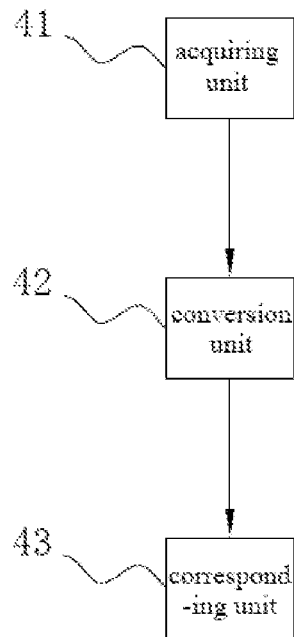 41
acquiring
unit
42
conversion
unit
43
correspond
-ing unit